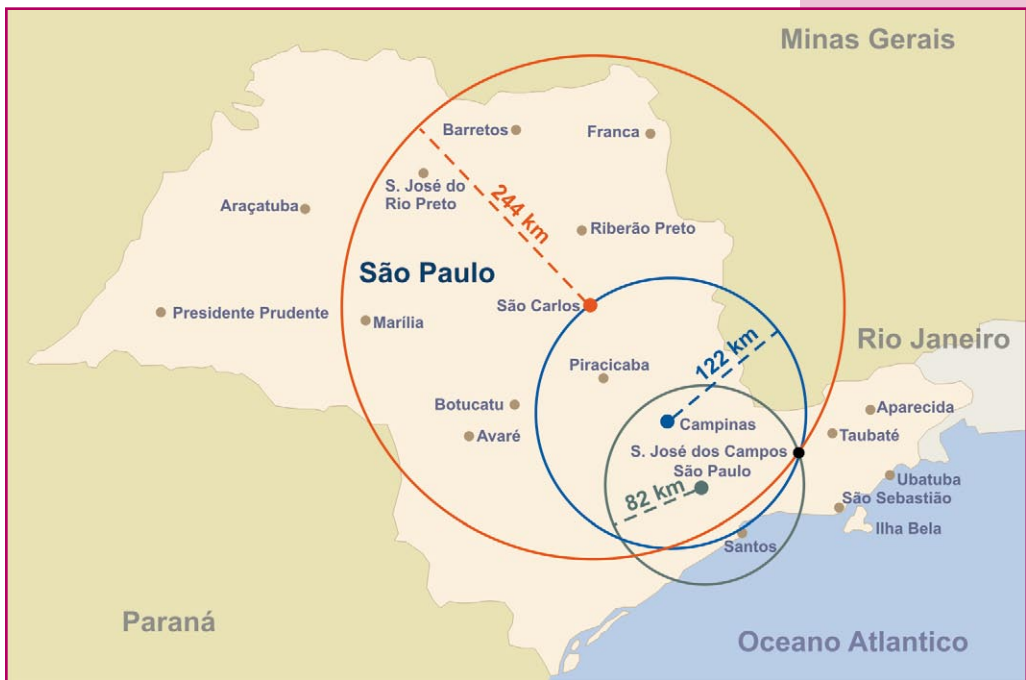 Minas Gerais
Barretos
Franca
S. José do
Rio Preto
Araçatuba
244 km
Riberão Preto
São Paulo
São Carlos
Presidente Prudente
Marília
Rio Janeiro
122 km
Piracicaba
Botucatu
Aparecida
Campinas
Avaré
Taubaté
S. José dos Campos
São Paulo
Ubatuba
82 km
São Sebastião
Ilha Bela
Santos
Paraná
Oceano Atlantico